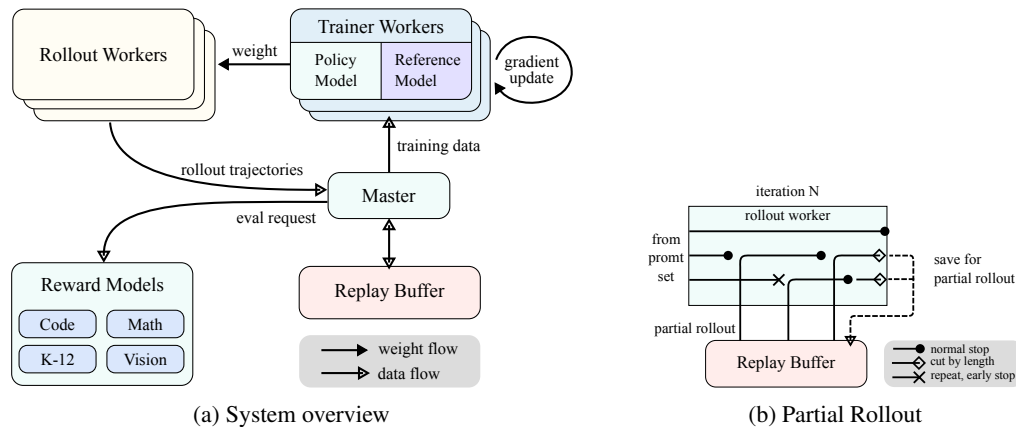 Rollout Workers
weight
Trainer Workers
Policy
Model
Reference
Model
gradient
update
rollout trajectories
training data
Master
eval request
Reward Models
Code
Math
K-12
Vision
Replay Buffer
weight flow
data flow
(a) System overview
iteration N
rollout worker
from
promt
set
save for
partial rollout
partial rollout
Replay Buffer
normal stop
cut by length
repeat, early stop
(b) Partial Rollout